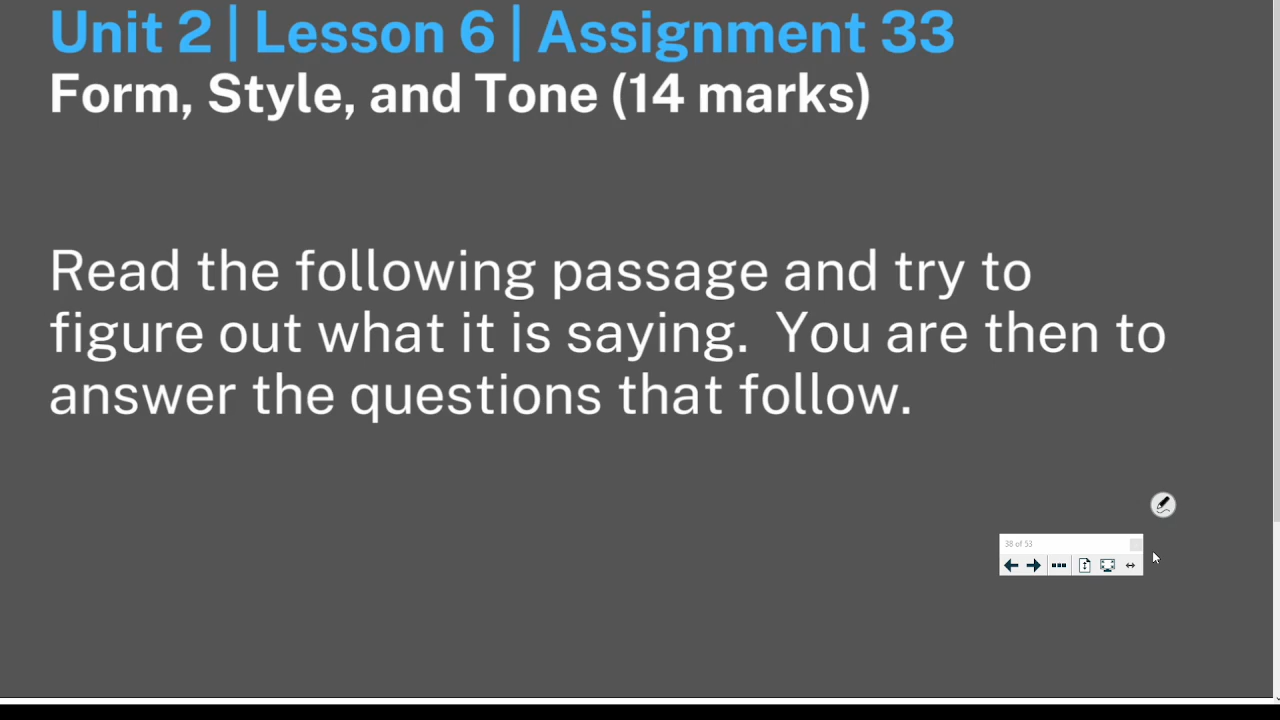 Unit 2 | Lesson 6 | Assignment 33
Form, Style, and Tone (14 marks)
Read the following passage and try to
figure out what it is saying.  You are then to
answer the questions that follow.
38 of 53